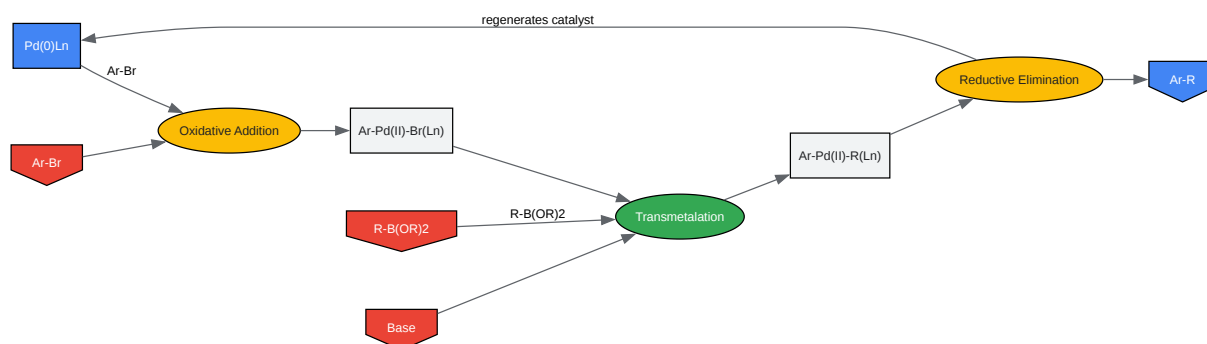 regenerates catalyst
Pd(0)Ln
Ar-Br
Reductive Elimination
Ar-R
Oxidative Addition
Ar-Pd(II)-Br(Ln)
Ar-Br
Ar-Pd(II)-R(Ln)
R-B(OR)2
R-B(OR)2
Transmetalation
Base